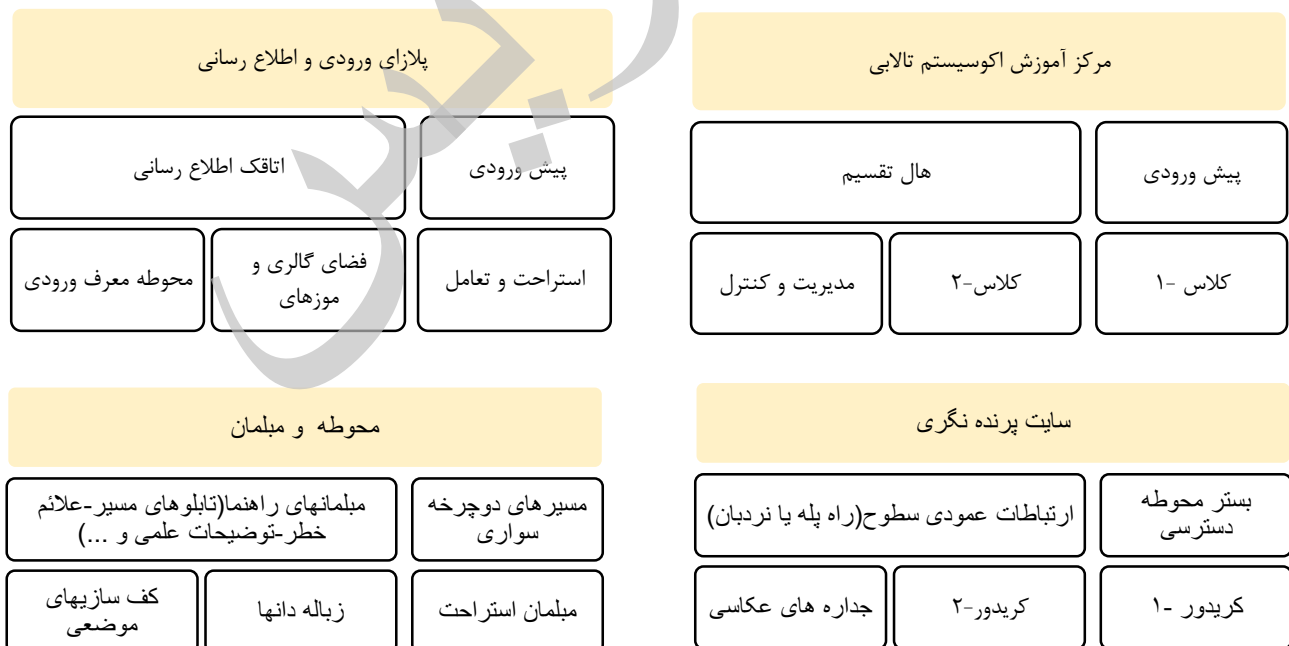 مرکز آموزش اکوسیستم تالابی
پیش ورودی
هال تقسیم
کلاس -۱
کلاس-۲
مدیریت و کنترل
پلازای ورودی و اطلاع رسانی
پیش ورودی
اتاقک اطلاع رسانی
استراحت و تعامل
فضای گالری و
موزهای
محوطه معرف ورودی
سایت پرنده نگری
بستر محوطه
دسترسی
ارتباطات عمودی سطوح(راه پله یا نردبان)
کریدور -۱
کریدور-۲
جداره های عکاسی
محوطه و مبلمان
مسیرهای دوچرخه
سواری
مبلمانهای راهنما(تابلوهای مسیر-علائم
خطر-توضیحات علمی و ...)
مبلمان استراحت
زباله دانها
کف سازیهای
موضعی